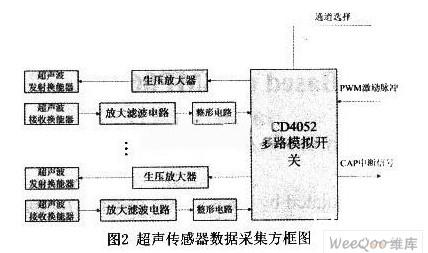 通道选择
超声波
发射换能器
生压放大器
PWM激励脉冲
超声波
接收换能器
放大滤波电路
整形电路
CD4052
多路模拟开
关
CAP中断信号
超声波
发射换能器
生压放大器
超声波
接收换能器
放大滤波电路
整形电路
图2 超声传感器数据采集方框图
WeeQoo维库